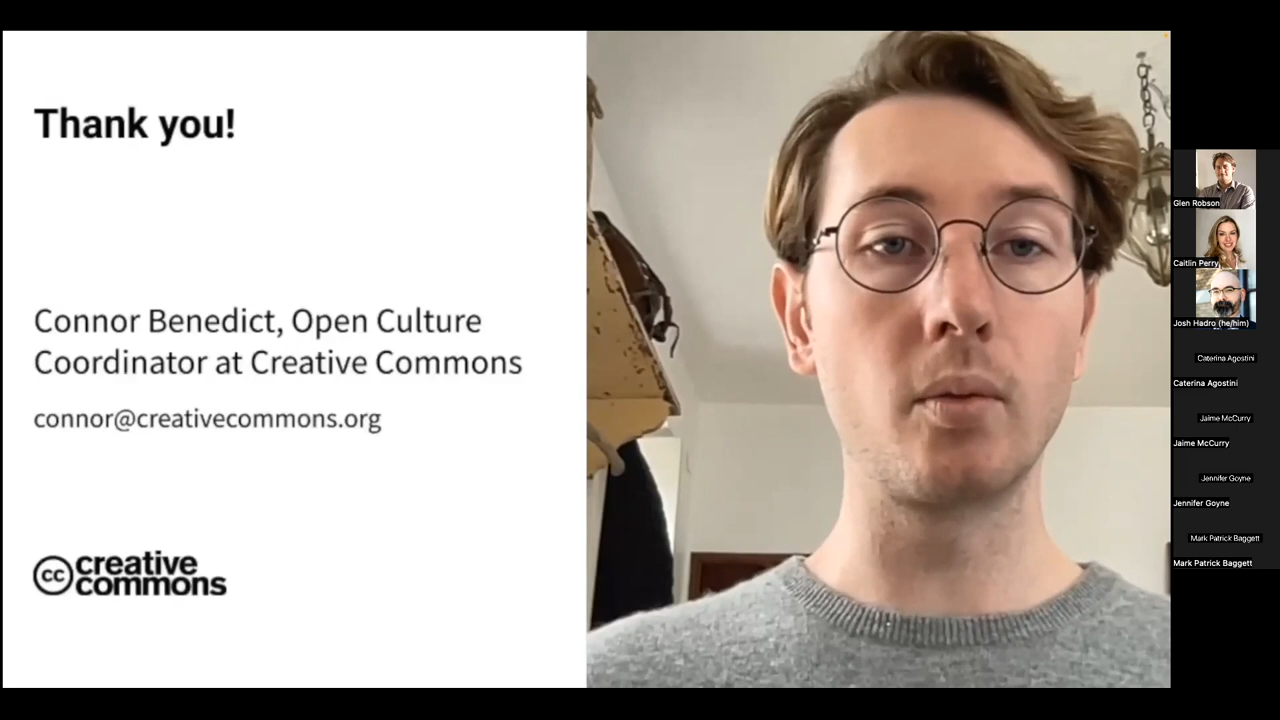 Thank you!
Connor Benedict, Open Culture
Coordinator at Creative Commons
connor@creativecommons.org
cc creative
commons
Glen Robson
Caitlin Perry
Josh Hadro (he/him)
Caterina Agostini
Caterina Agostini
Jaime McCurry
Jaime McCurry
Jennifer Goyne
Jennifer Goyne
Mark Patrick Baggett
Mark Patrick Baggett